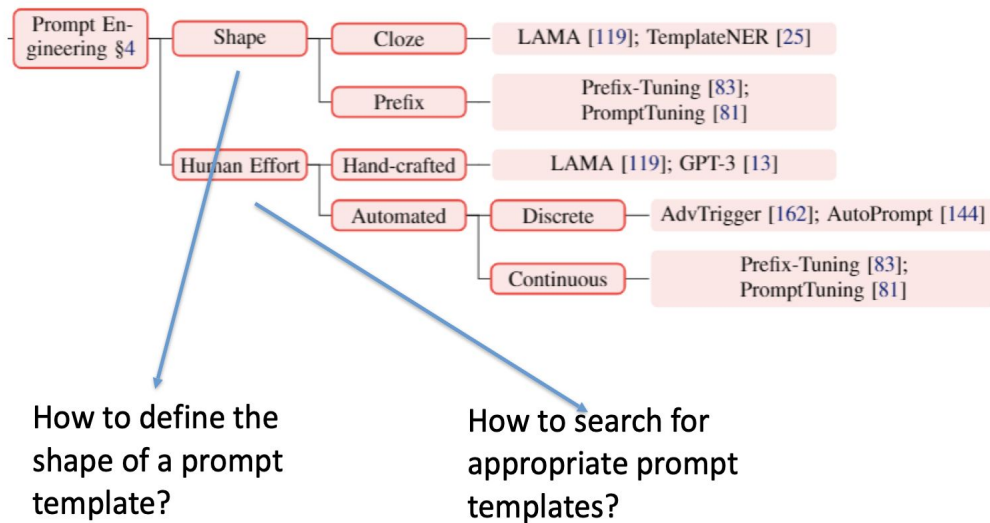 Prompt En-
gineering §4
Shape
Cloze
LAMA [119]; TemplateNER [25]
Prefix
Prefix-Tuning [83];
PromptTuning [81]
Human Effort
Hand-crafted
LAMA [119]; GPT-3 [13]
Automated
Discrete
AdvTrigger [162]; AutoPrompt [144]
Continuous
Prefix-Tuning [83];
PromptTuning [81]
How to define the
shape of a prompt
template?
How to search for
appropriate prompt
templates?